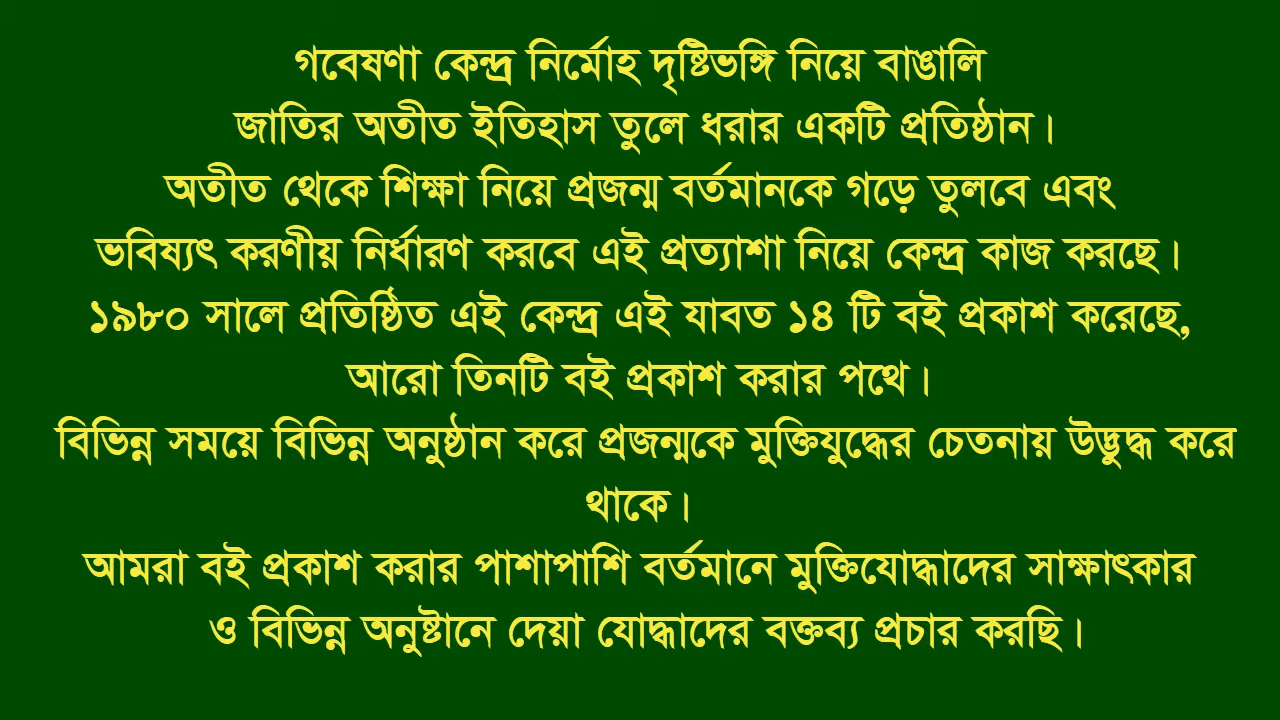 গবেষণা কেন্দ্র নির্মোহ দৃষ্টিভঙ্গি নিয়ে বাঙালি
জাতির অতীত ইতিহাস তুলে ধরার একটি প্রতিষ্ঠান।
অতীত থেকে শিক্ষা নিয়ে প্রজন্ম বর্তমানকে গড়ে তুলবে এবং
ভবিষ্যৎ করণীয় নির্ধারণ করবে এই প্রত্যাশা নিয়ে কেন্দ্র কাজ করছে।
১৯৮০ সালে প্রতিষ্ঠিত এই কেন্দ্র এই যাবত ১৪ টি বই প্রকাশ করেছে,
আরো তিনটি বই প্রকাশ করার পথে।
বিভিন্ন সময়ে বিভিন্ন অনুষ্ঠান করে প্রজন্মকে মুক্তিযুদ্ধের চেতনায় উদ্ভুদ্ধ করে
থাকে।
আমরা বই প্রকাশ করার পাশাপাশি বর্তমানে মুক্তিযোদ্ধাদের সাক্ষাৎকার
ও বিভিন্ন অনুষ্টানে দেয়া যোদ্ধাদের বক্তব্য প্রচার করছি।